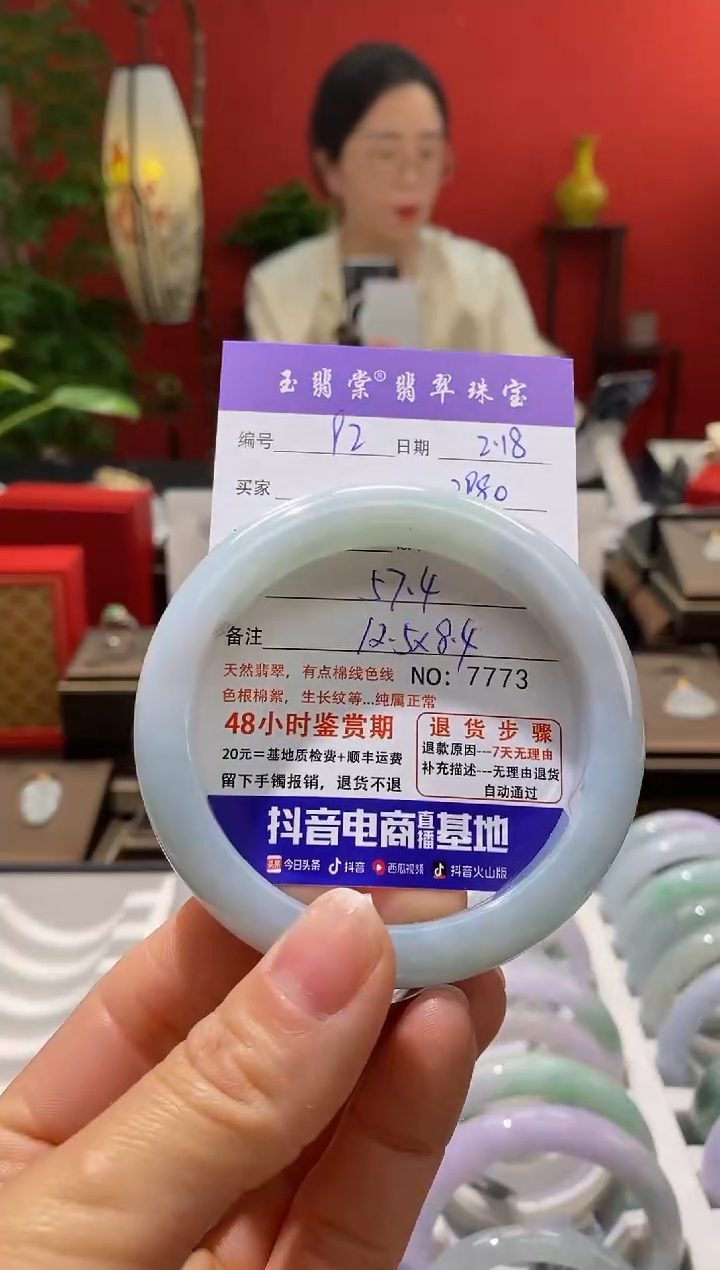 玉翡棠® 翡翠珠宝
编号 P2 日期 2.18
买家 2980
57.4
备注 12.5x8.4
天然翡翠，有点棉线色线 NO: 7773
色根棉絮，生长纹等...纯属正常
48小时鉴赏期
20元=基地质检费+顺丰运费
留下手镯报销，退货不退
退货步骤
退款原因---7天无理由
补充描述---无理由退货
自动通过
抖音电商直播基地
头条 今日头条 抖音 西瓜视频 抖音火山版